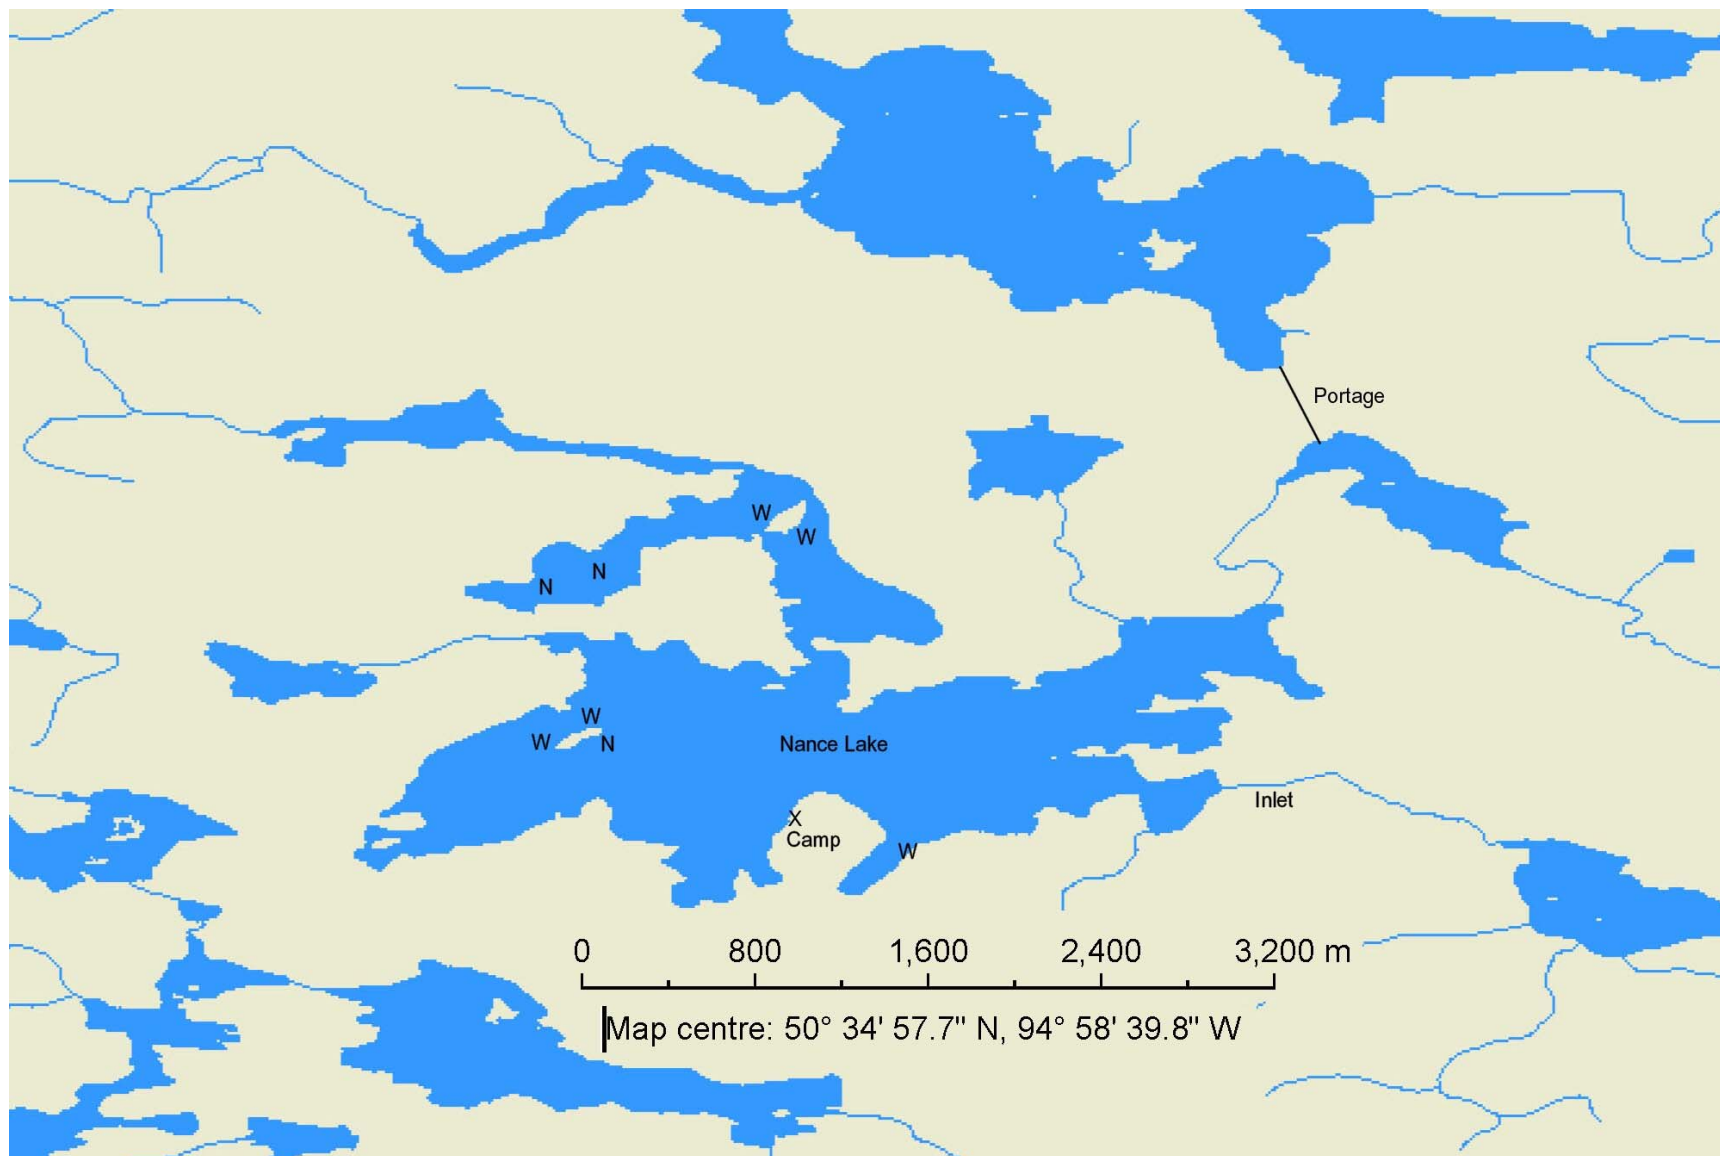 Portage
W
W
N
N
W
W
N
Nance Lake
Inlet
X
Camp
W
0 800 1,600 2,400 3,200 m
Map centre: 50° 34' 57.7" N, 94° 58' 39.8" W